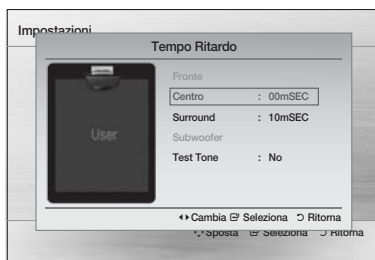 Impostazioni
Tempo Ritardo
User
Fronte
Centro : 00mSEC
Surround : 10mSEC
Subwoofer
Test Tone : No
Cambia Seleziona Ritorna
Sposta Seleziona Ritorna